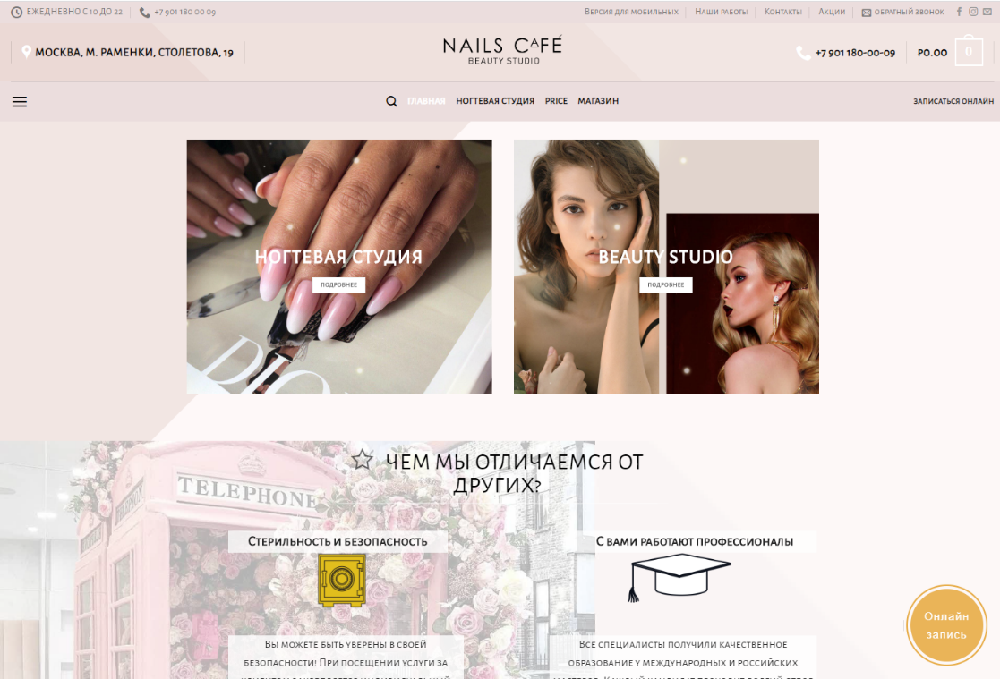 ЕЖЕДНЕВНО С 10 ДО 22
+7 901 180 00 09
Версия для мобильных
Наши работы
Контакты
Акции
обратный звонок
МОСКВА, М. РАМЕНКИ, СТОЛЕТОВА, 19
NAILS CAFÉ
BEAUTY STUDIO
+7 901 180-00-09
₽0.00
0
ГЛАВНАЯ
НОГТЕВАЯ СТУДИЯ
PRICE
МАГАЗИН
ЗАПИСАТЬСЯ ОНЛАЙН
НОГТЕВАЯ СТУДИЯ
ПОДРОБНЕЕ
DIO
BEAUTY STUDIO
ПОДРОБНЕЕ
ЧЕМ МЫ ОТЛИЧАЕМСЯ ОТ
ДРУГИХ?
TELEPHONE
Стерильность и безопасность
С вами работают профессионалы
Вы можете быть уверены в своей
безопасности! При посещении услуги за
Все специалисты получили качественное
образование у международных и российских
Онлайн
запись